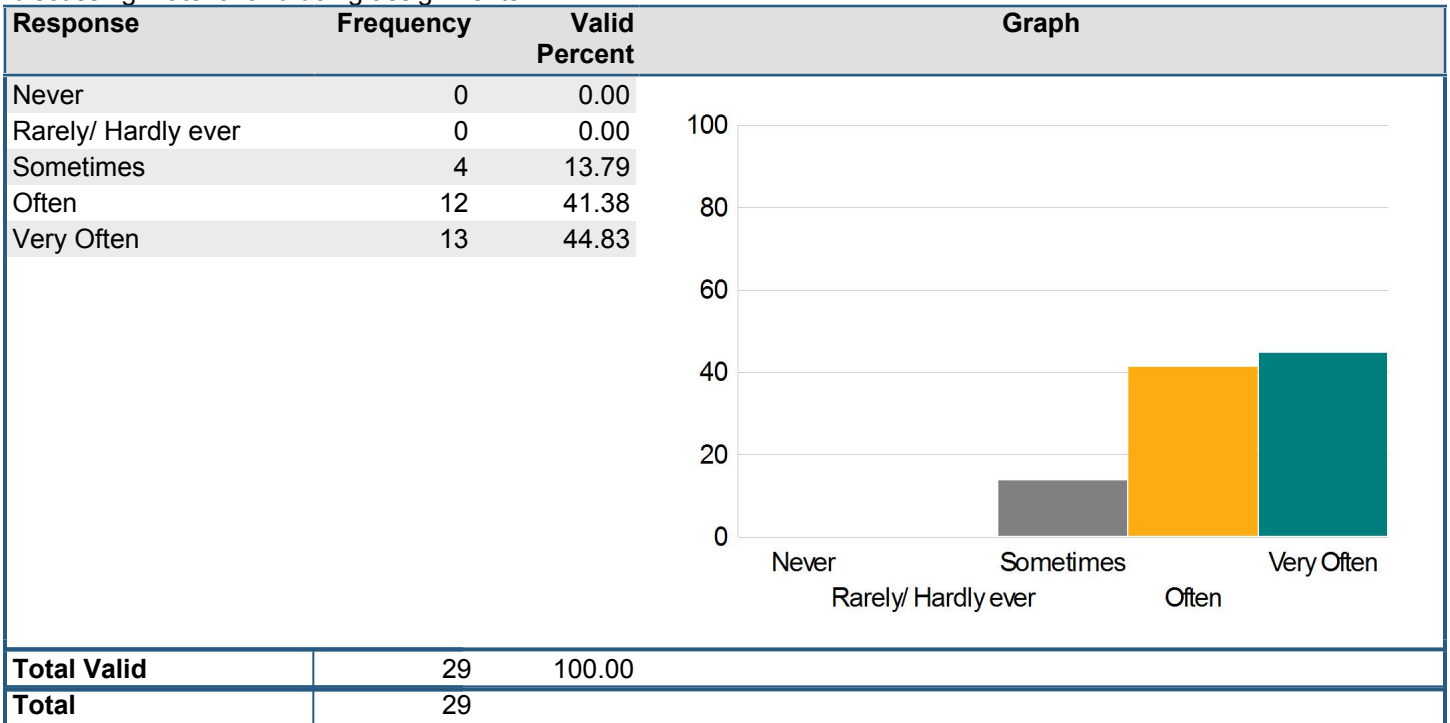 Response Frequency Valid Percent Graph
Never 0 0.00
Rarely/ Hardly ever 0 0.00
Sometimes 4 13.79
Often 12 41.38
Very Often 13 44.83
100
80
60
40
20
0
Never Sometimes Very Often
Rarely/ Hardly ever Often
Total Valid 29 100.00
Total 29